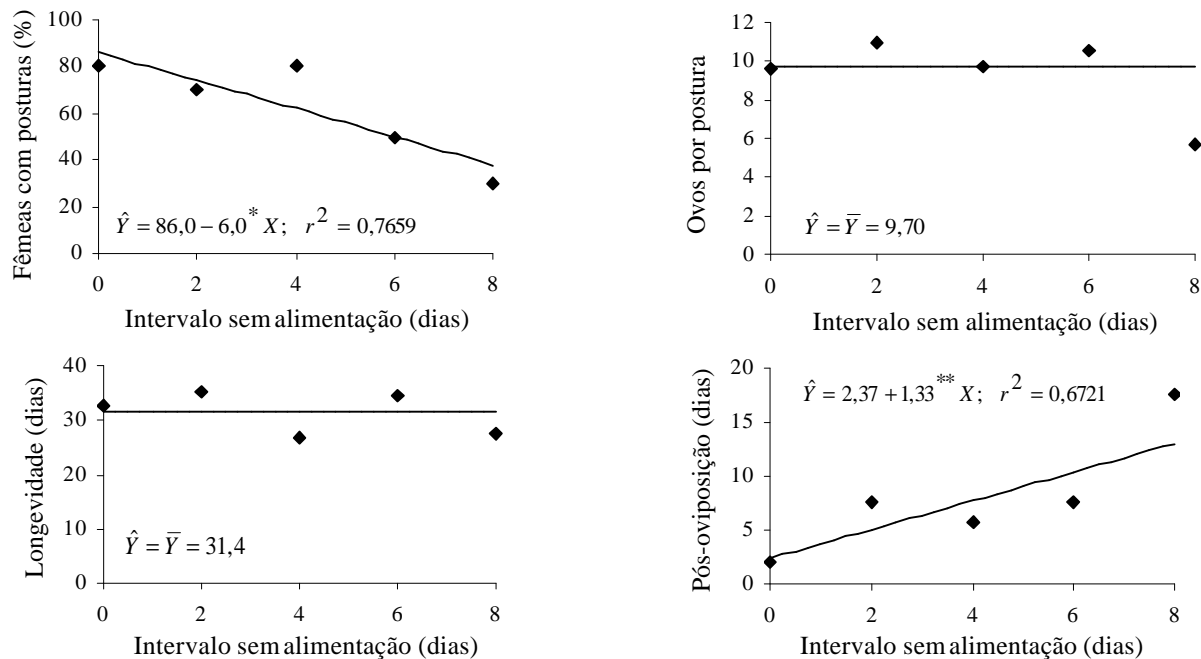 Fêmeas com posturas (%)
100
80
60
40
20
0
Ŷ = 86,0 − 6,0* X; r² = 0,7659
0 2 4 6 8
Intervalo sem alimentação (dias)
Ovos por postura
12
10
8
6
4
2
0
Ŷ = Y̅ = 9,70
0 2 4 6 8
Intervalo sem alimentação (dias)
Longevidade (dias)
40
30
20
10
0
Ŷ = Y̅ = 31,4
0 2 4 6 8
Intervalo sem alimentação (dias)
Pós-oviposição (dias)
20
15
10
5
0
Ŷ = 2,37 + 1,33** X; r² = 0,6721
0 2 4 6 8
Intervalo sem alimentação (dias)